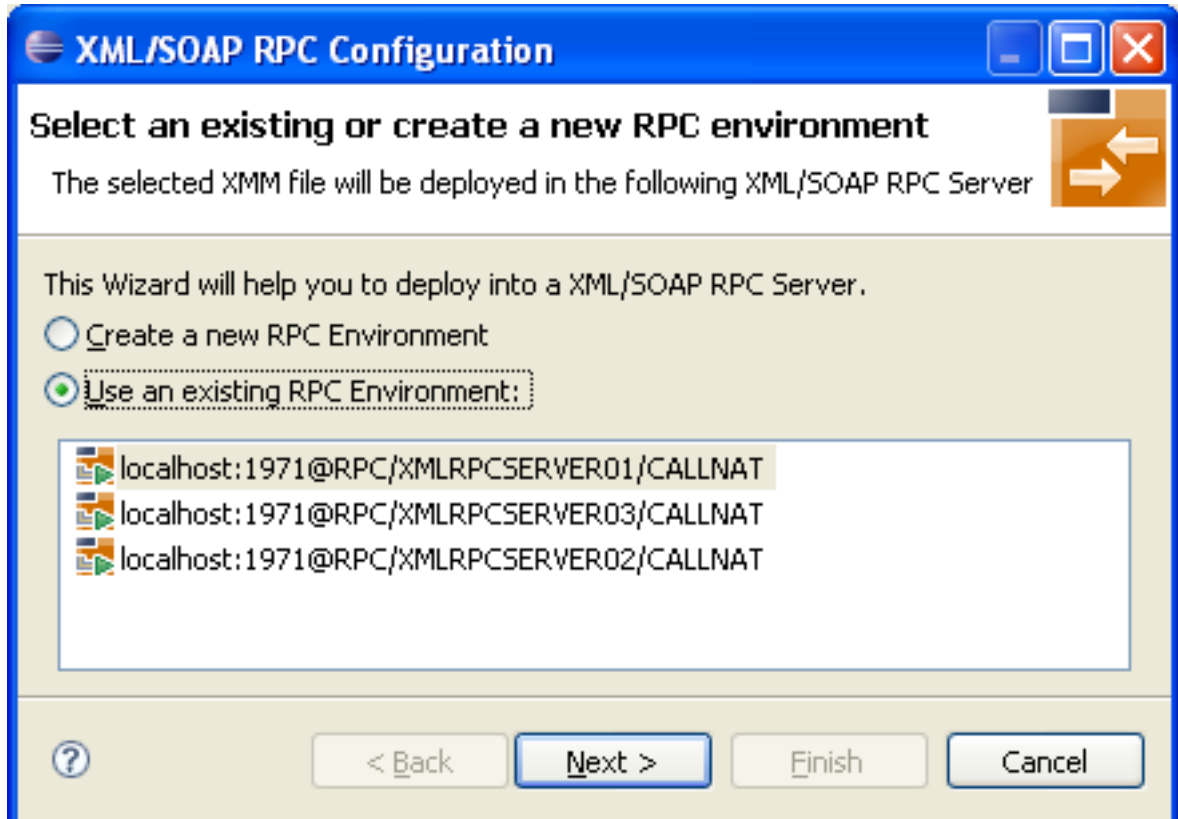 XML/SOAP RPC Configuration
Select an existing or create a new RPC environment
The selected XMM file will be deployed in the following XML/SOAP RPC Server
This Wizard will help you to deploy into a XML/SOAP RPC Server.
Create a new RPC Environment
Use an existing RPC Environment:
localhost:1971@RPC/XMLRPCSERVER01/CALLNAT
localhost:1971@RPC/XMLRPCSERVER03/CALLNAT
localhost:1971@RPC/XMLRPCSERVER02/CALLNAT
? < Back Next > Finish Cancel